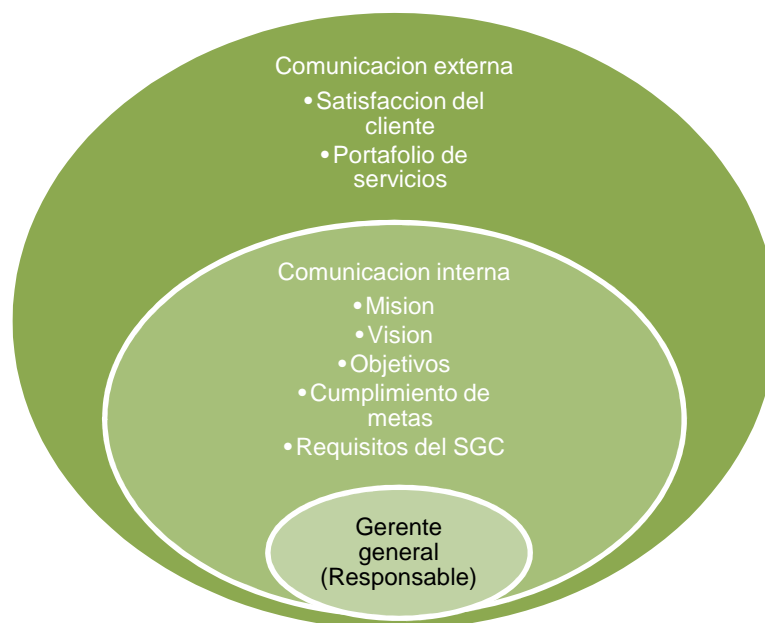 Comunicacion externa
•Satisfaccion del
cliente
•Portafolio de
servicios
Comunicacion interna
•Mision
•Vision
•Objetivos
•Cumplimiento de
metas
•Requisitos del SGC
Gerente
general
(Responsable)